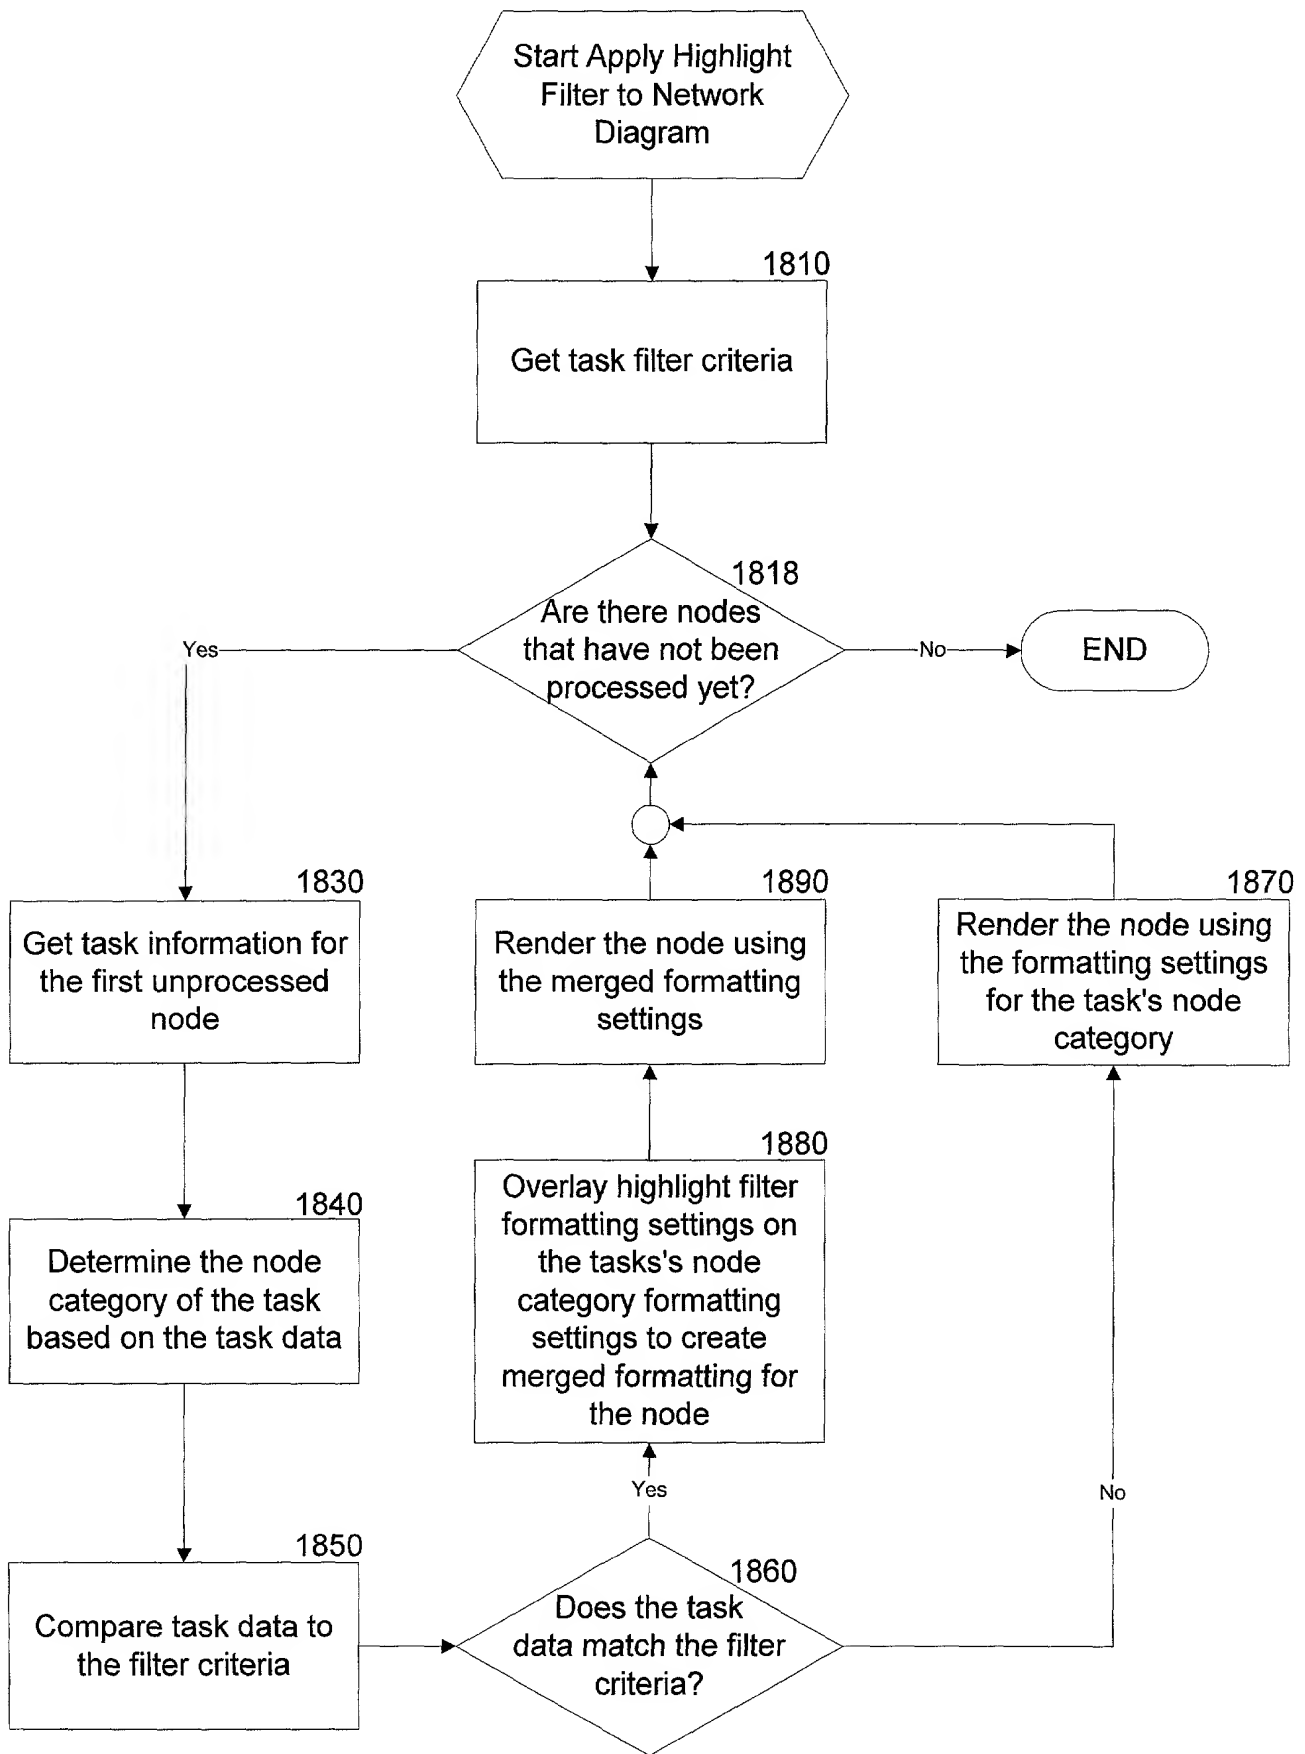 Start Apply Highlight
Filter to Network
Diagram
1810
Get task filter criteria
1818
Are there nodes
that have not been
processed yet?
Yes
No
END
1830
Get task information for
the first unprocessed
node
1890
Render the node using
the merged formatting
settings
1870
Render the node using
the formatting settings
for the task's node
category
1840
Determine the node
category of the task
based on the task data
1880
Overlay highlight filter
formatting settings on
the tasks's node
category formatting
settings to create
merged formatting for
the node
Yes
No
1850
Compare task data to
the filter criteria
1860
Does the task
data match the filter
criteria?